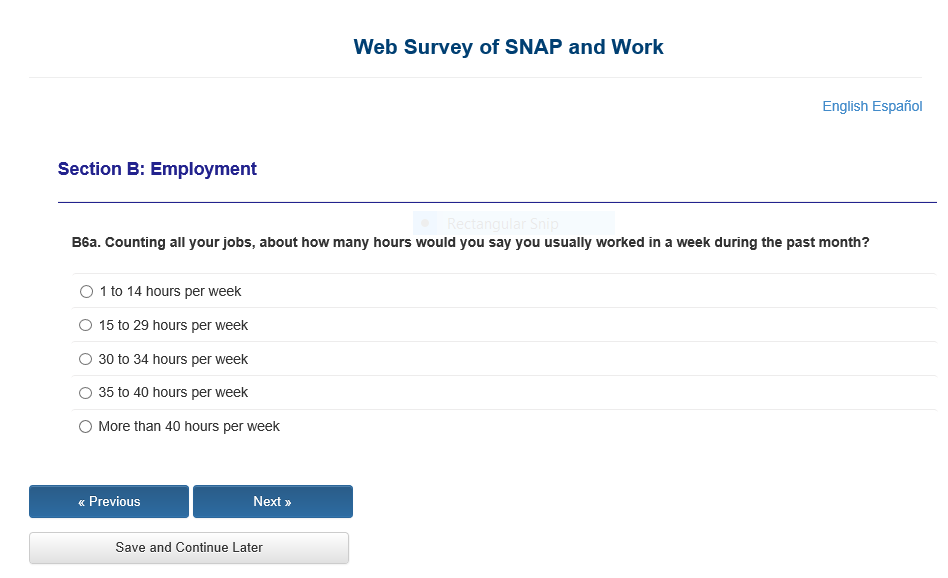 Web Survey of SNAP and Work
English Español
Section B: Employment
Rectangular Snip
B6a. Counting all your jobs, about how many hours would you say you usually worked in a week during the past month?
1 to 14 hours per week
15 to 29 hours per week
30 to 34 hours per week
35 to 40 hours per week
More than 40 hours per week
« Previous
Next »
Save and Continue Later